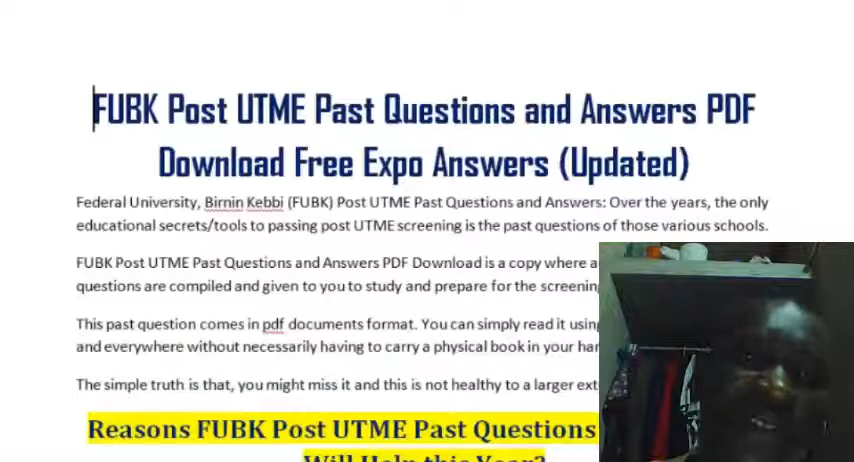 FUBK Post UTME Past Questions and Answers PDF
Download Free Expo Answers (Updated)
Federal University, Birnin Kebbi (FUBK) Post UTME Past Questions and Answers: Over the years, the only
educational secrets/tools to passing post UTME screening is the past questions of those various schools.
FUBK Post UTME Past Questions and Answers PDF Download is a copy where a
questions are compiled and given to you to study and prepare for the screenin
This past question comes in pdf documents format. You can simply read it using
and everywhere without necessarily having to carry a physical book in your han
The simple truth is that, you might miss it and this is not healthy to a larger ext
Reasons FUBK Post UTME Past Questions
Will Help this Year?